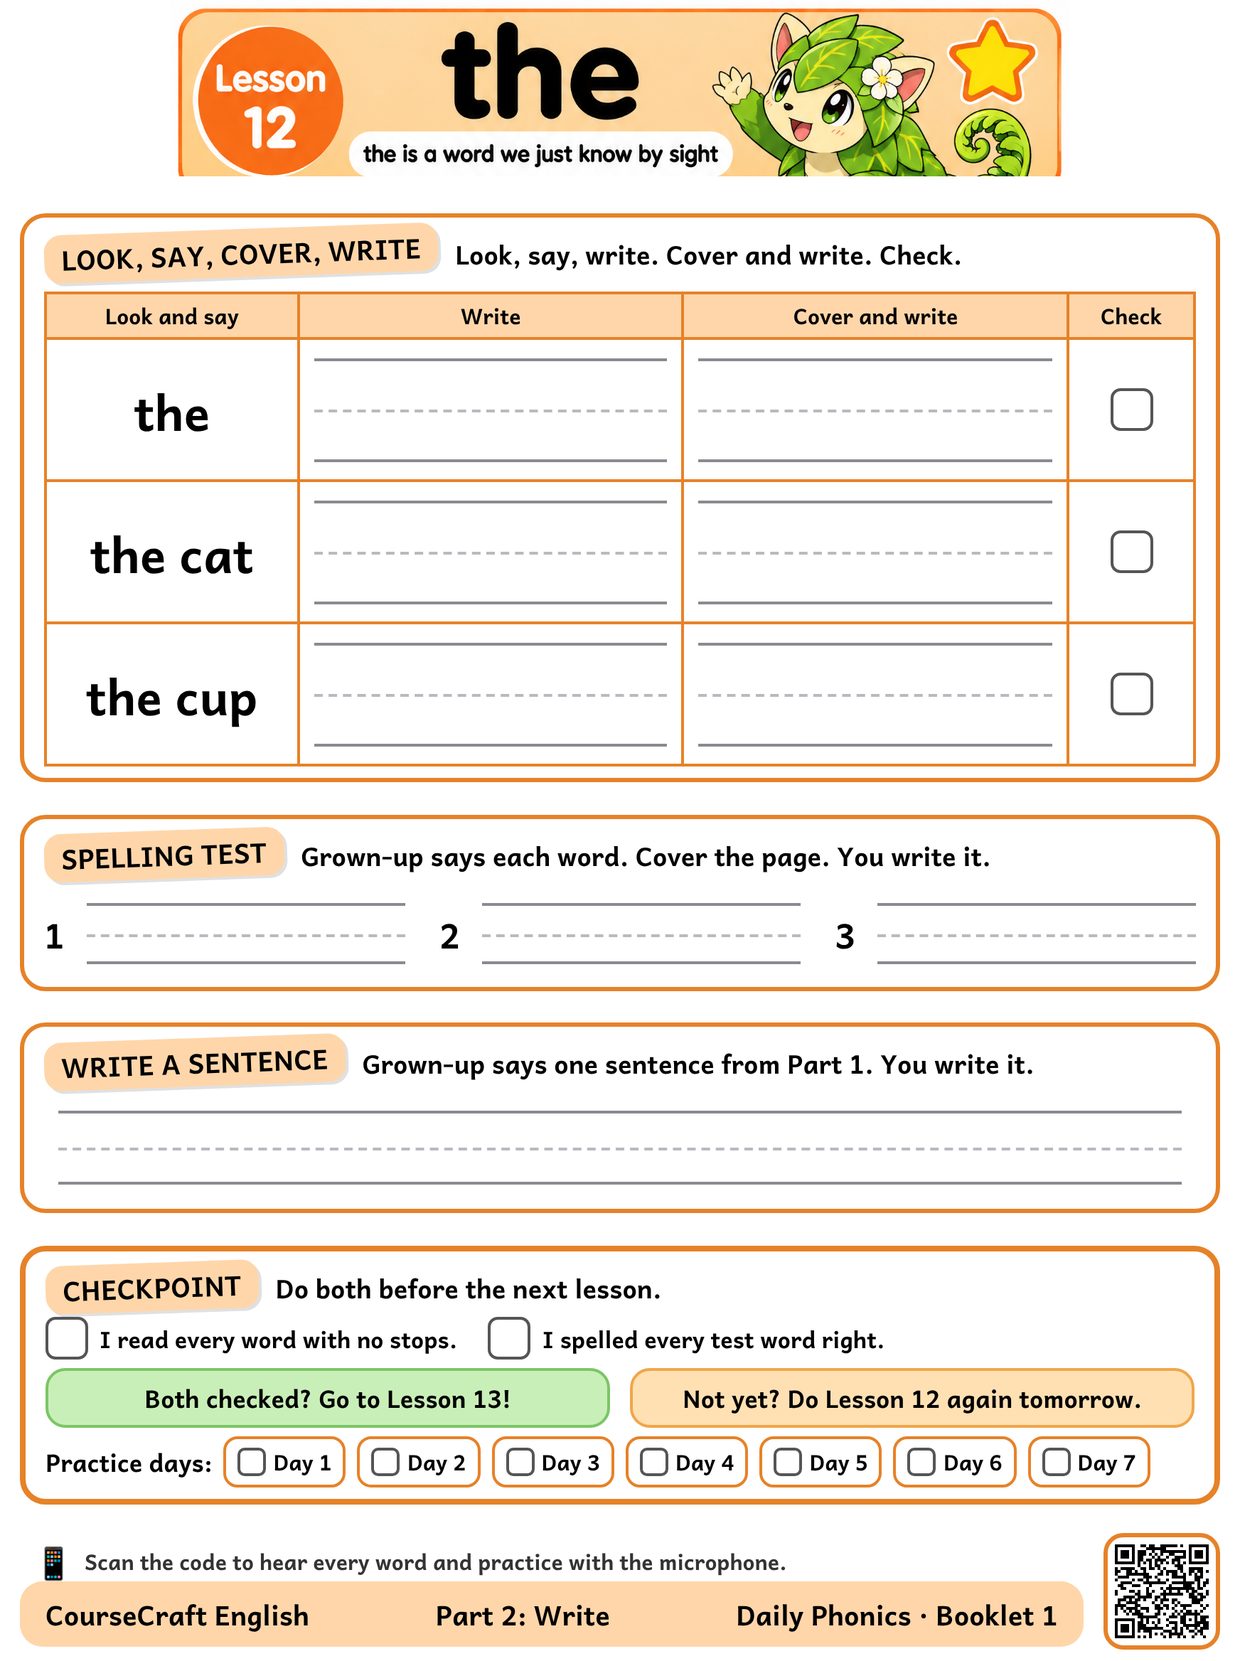 Lesson
12
the
the is a word we just know by sight
LOOK, SAY, COVER, WRITE Look, say, write. Cover and write. Check.
Look and say Write Cover and write Check
the
the cat
the cup
SPELLING TEST Grown-up says each word. Cover the page. You write it.
1 2 3
WRITE A SENTENCE Grown-up says one sentence from Part 1. You write it.
CHECKPOINT Do both before the next lesson.
I read every word with no stops. I spelled every test word right.
Both checked? Go to Lesson 13! Not yet? Do Lesson 12 again tomorrow.
Practice days: Day 1 Day 2 Day 3 Day 4 Day 5 Day 6 Day 7
Scan the code to hear every word and practice with the microphone.
CourseCraft English Part 2: Write Daily Phonics · Booklet 1